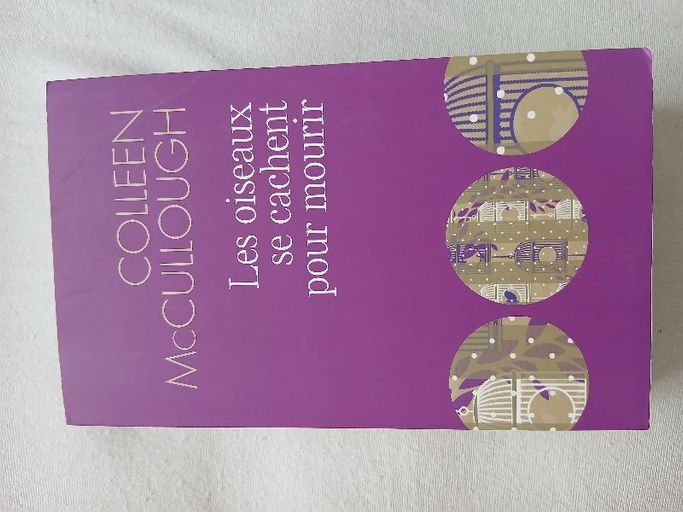 COLLEEN
McCULLOUGH
Les oiseaux
se cachent
pour mourir